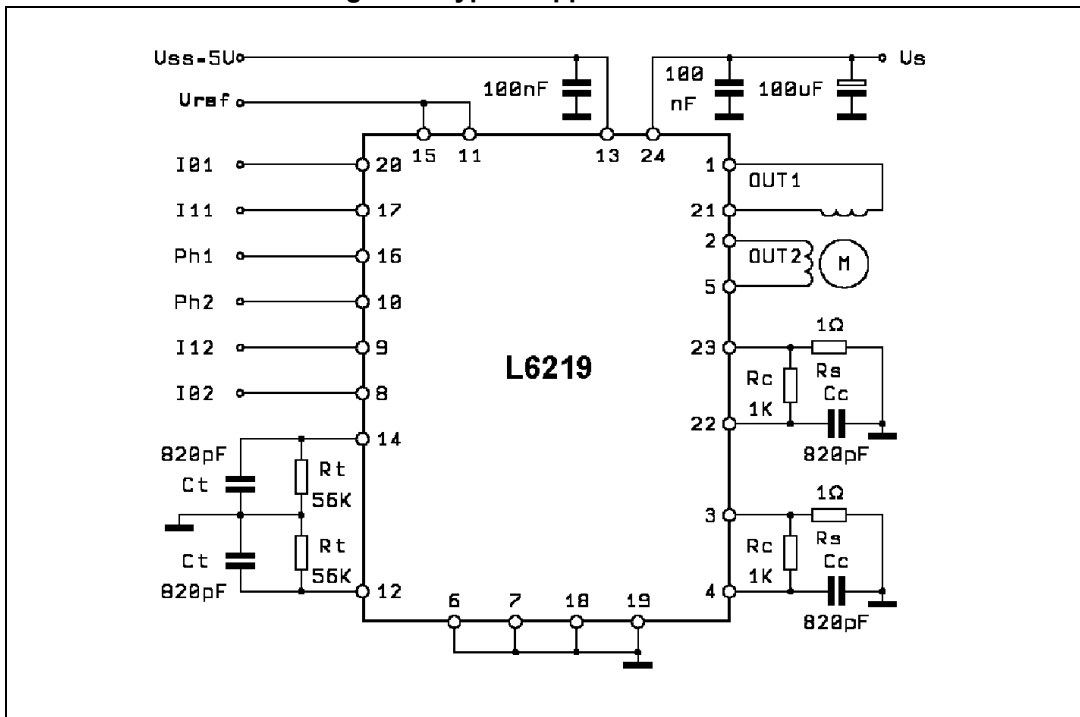 Uss-5U
100nF
100
nF
100uF
Us
Uref
15
11
13
24
I01
20
1
OUT1
I11
17
21
Ph1
16
2
OUT2
M
5
Ph2
10
I12
9
23
1Ω
Rs
L6219
Rc
1K
Cc
I02
8
22
820pF
14
820pF
Ct
Rt
56K
3
1Ω
Rs
Ct
Rt
56K
Rc
1K
Cc
820pF
12
4
820pF
6
7
18
19